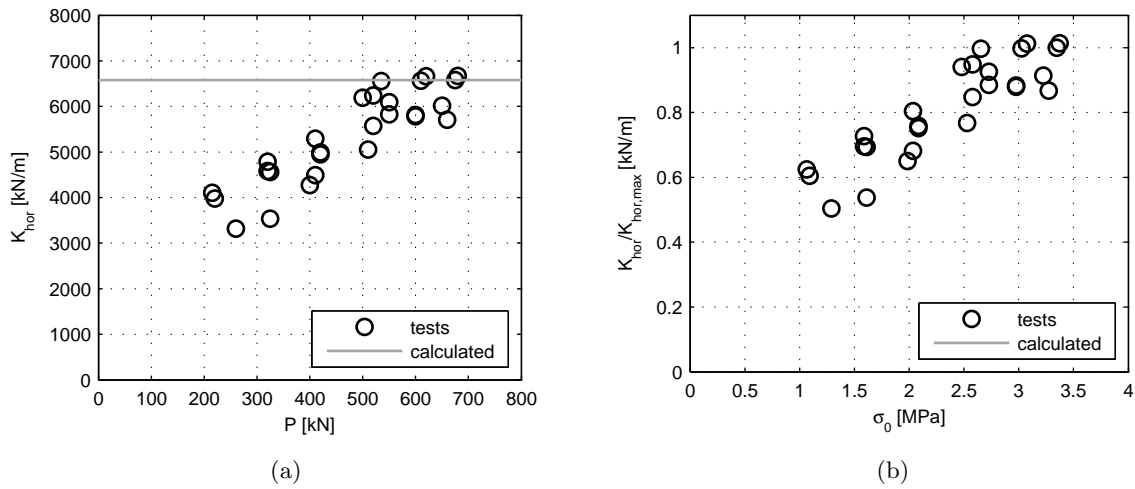 8000
7000
6000
5000
4000
3000
2000
1000
0
K_hor [kN/m]
0 100 200 300 400 500 600 700 800
P [kN]
tests
calculated
(a)
1
0.8
0.6
0.4
0.2
0
K_hor/K_hor,max [kN/m]
0 0.5 1 1.5 2 2.5 3 3.5 4
σ_0 [MPa]
tests
calculated
(b)